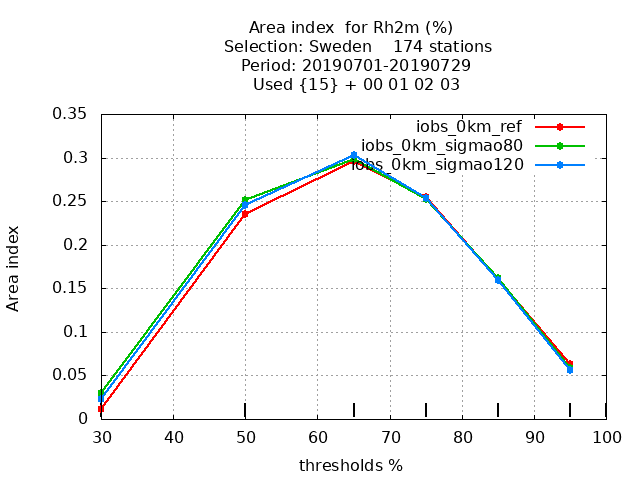 Area index  for Rh2m (%)
Selection: Sweden    174 stations
Period: 20190701-20190729
Used {15} + 00 01 02 03
0.35
0.3
0.25
0.2
0.15
0.1
0.05
0
Area index
iobs_0km_ref
iobs_0km_sigmao80
iobs_0km_sigmao120
30 40 50 60 70 80 90 100
thresholds %